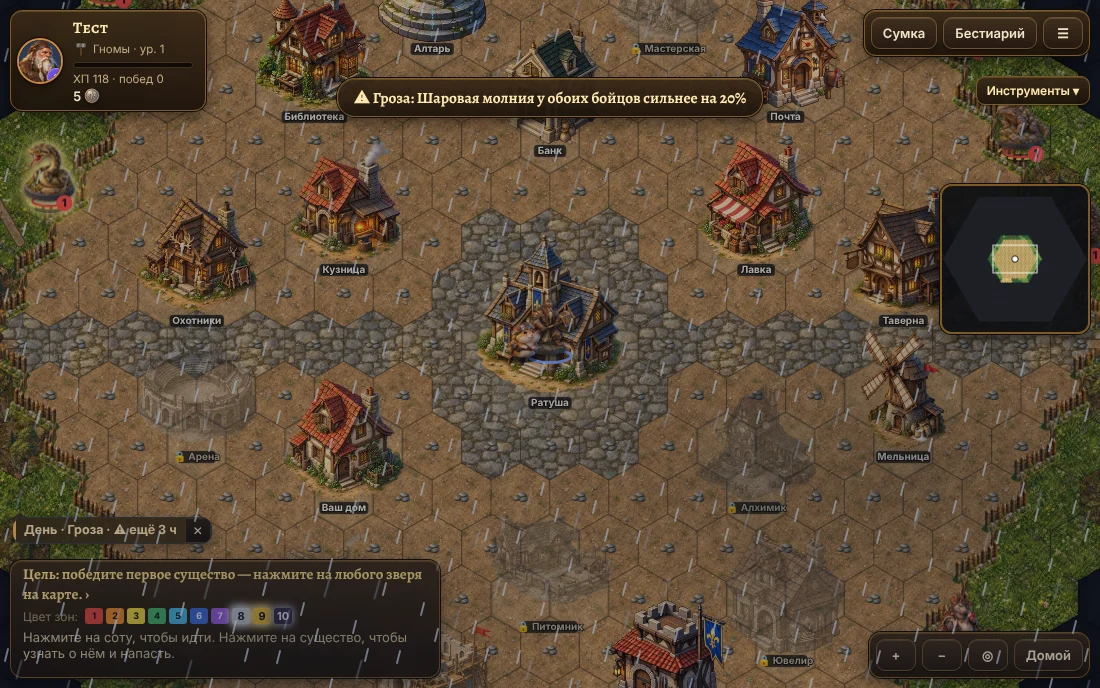 Тест
Гномы · ур. 1
ХП 118 · побед 0
5
Алтарь
🔒 Мастерская
Сумка
Бестиарий
☰
⚠ Гроза: Шаровая молния у обоих бойцов сильнее на 20%
Инструменты ▾
Библиотека
Почта
Банк
7
1
Кузница
Лавка
1
Охотники
Таверна
Ратуша
🔒 Арена
Мельница
Ваш дом
🔒 Алхимик
День · Гроза · ⚠ ещё 3 ч
×
Цель: победите первое существо — нажмите на любого зверя
на карте. ›
Цвет зон: 1 2 3 4 5 6 7 8 9 10
Нажмите на соту, чтобы идти. Нажмите на существо, чтобы
узнать о нём и напасть.
🔒 Питомник
🔒 Ювелир
+
−
◎
Домой